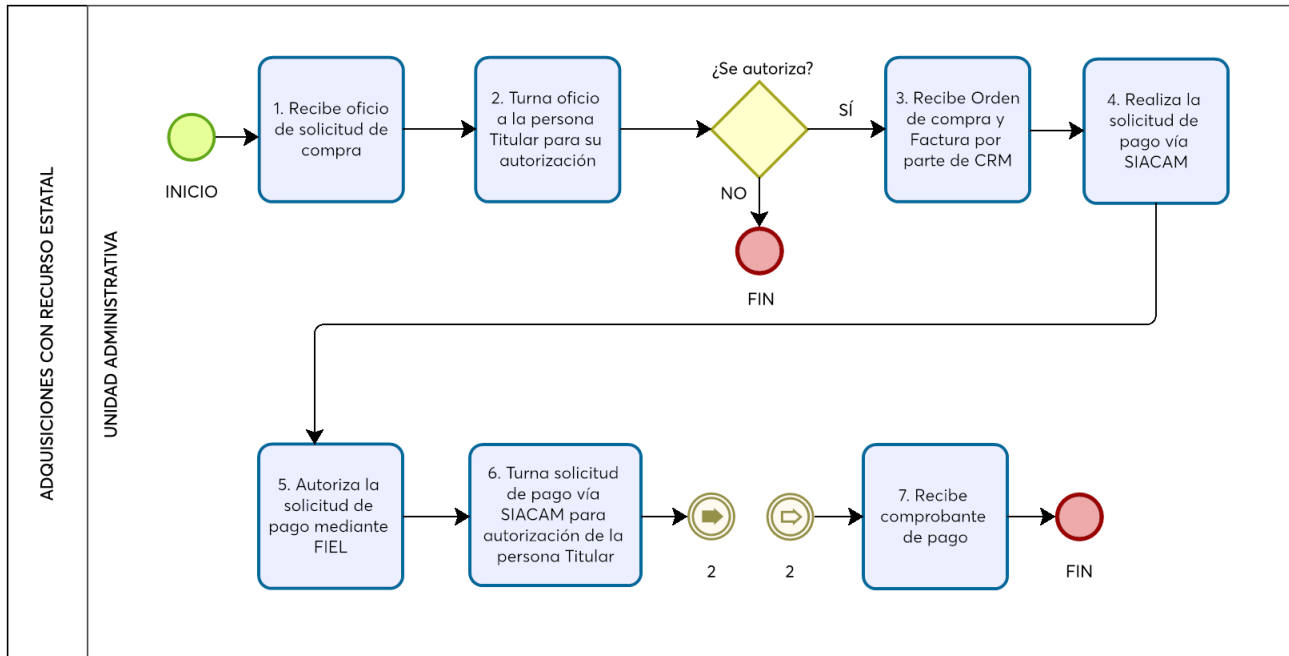 ADQUISICIONES CON RECURSO ESTATAL
UNIDAD ADMINISTRATIVA
INICIO
1. Recibe oficio
de solicitud de
compra
2. Turna oficio
a la persona
Titular para su
autorización
¿Se autoriza?
SÍ
NO
FIN
3. Recibe Orden
de compra y
Factura por
parte de CRM
4. Realiza la
solicitud de
pago vía
SIACAM
5. Autoriza la
solicitud de
pago mediante
FIEL
6. Turna solicitud
de pago vía
SIACAM para
autorización de la
persona Titular
2
2
7. Recibe
comprobante
de pago
FIN